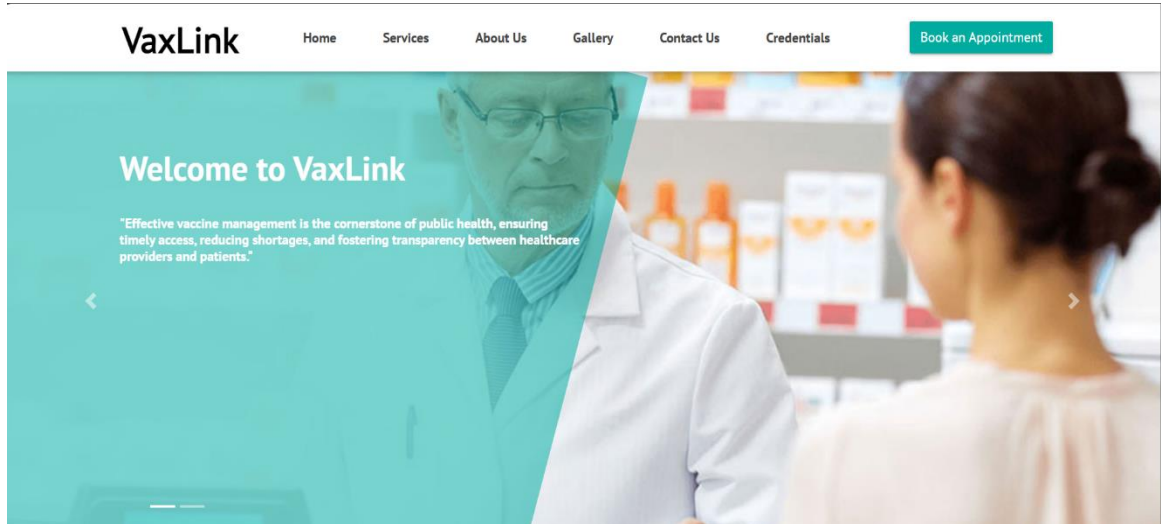 VaxLink
Home
Services
About Us
Gallery
Contact Us
Credentials
Book an Appointment
Welcome to VaxLink
"Effective vaccine management is the cornerstone of public health, ensuring
timely access, reducing shortages, and fostering transparency between healthcare
providers and patients."